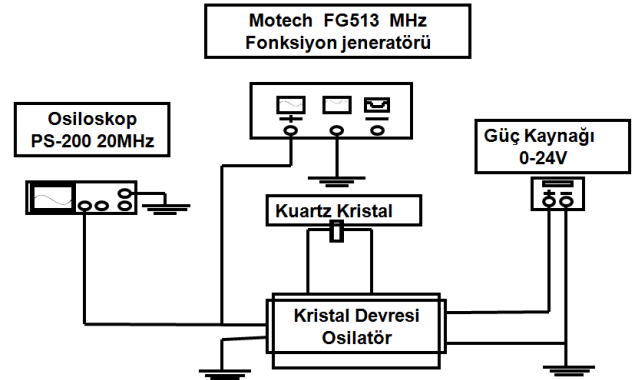 Motech FG513 MHz
Fonksiyon jeneratörü
Osiloskop
PS-200 20MHz
Güç Kaynağı
0-24V
Kuartz Kristal
Kristal Devresi
Osilatör